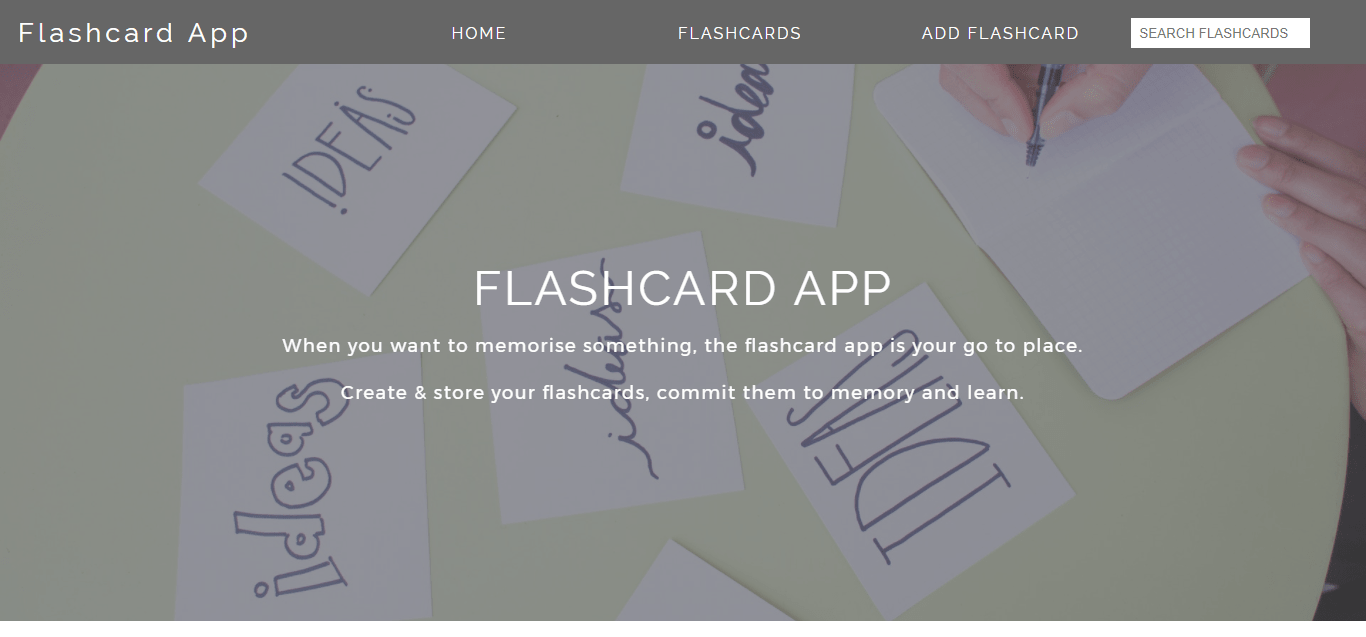 Flashcard App
HOME
FLASHCARDS
ADD FLASHCARD
SEARCH FLASHCARDS
IDEAS
idea
FLASHCARD APP
When you want to memorise something, the flashcard app is your go to place.
Create & store your flashcards, commit them to memory and learn.
ideas
ideas
IDEAS